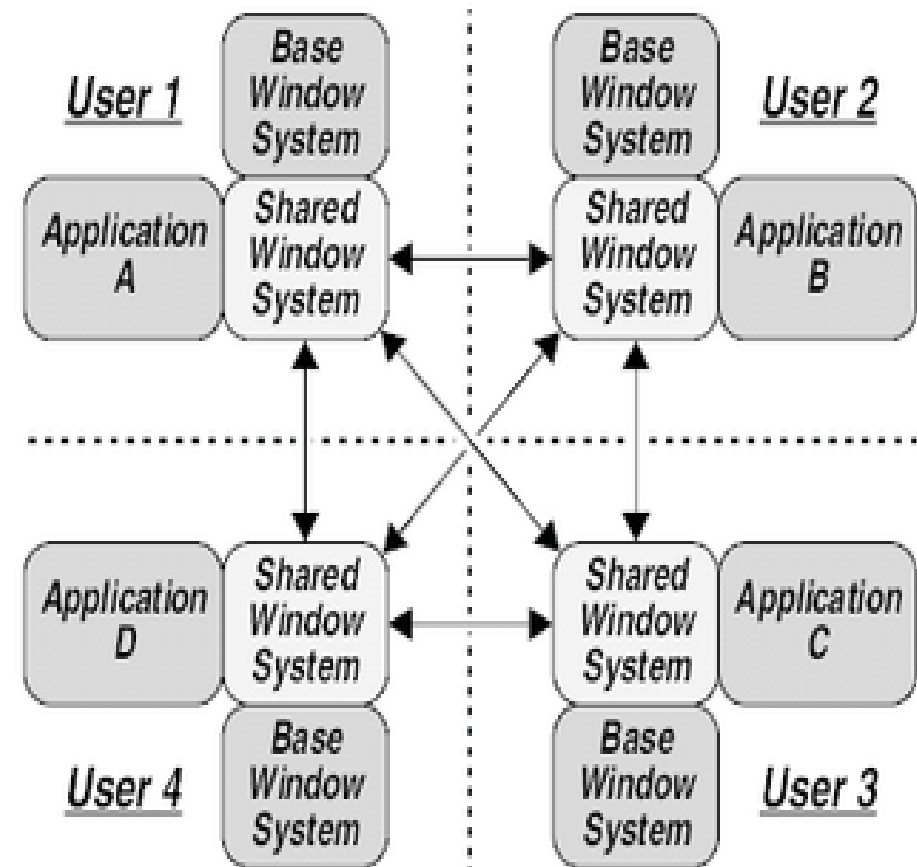 User 1
Base
Window
System
Base
Window
System
User 2
Application
A
Shared
Window
System
Shared
Window
System
Application
B
Application
D
Shared
Window
System
Shared
Window
System
Application
C
User 4
Base
Window
System
Base
Window
System
User 3